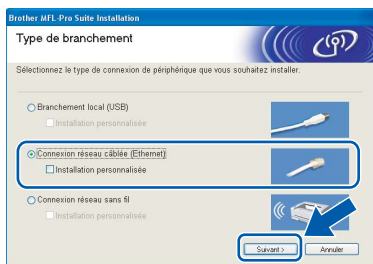 Brother MFL-Pro Suite Installation
Type de branchement
Sélectionnez le type de connexion de périphérique que vous souhaitez installer.
Branchement local (USB)
Installation personnalisée
Connexion réseau câblée (Ethernet)
Installation personnalisée
Connexion réseau sans fil
Installation personnalisée
Suivant >
Annuler